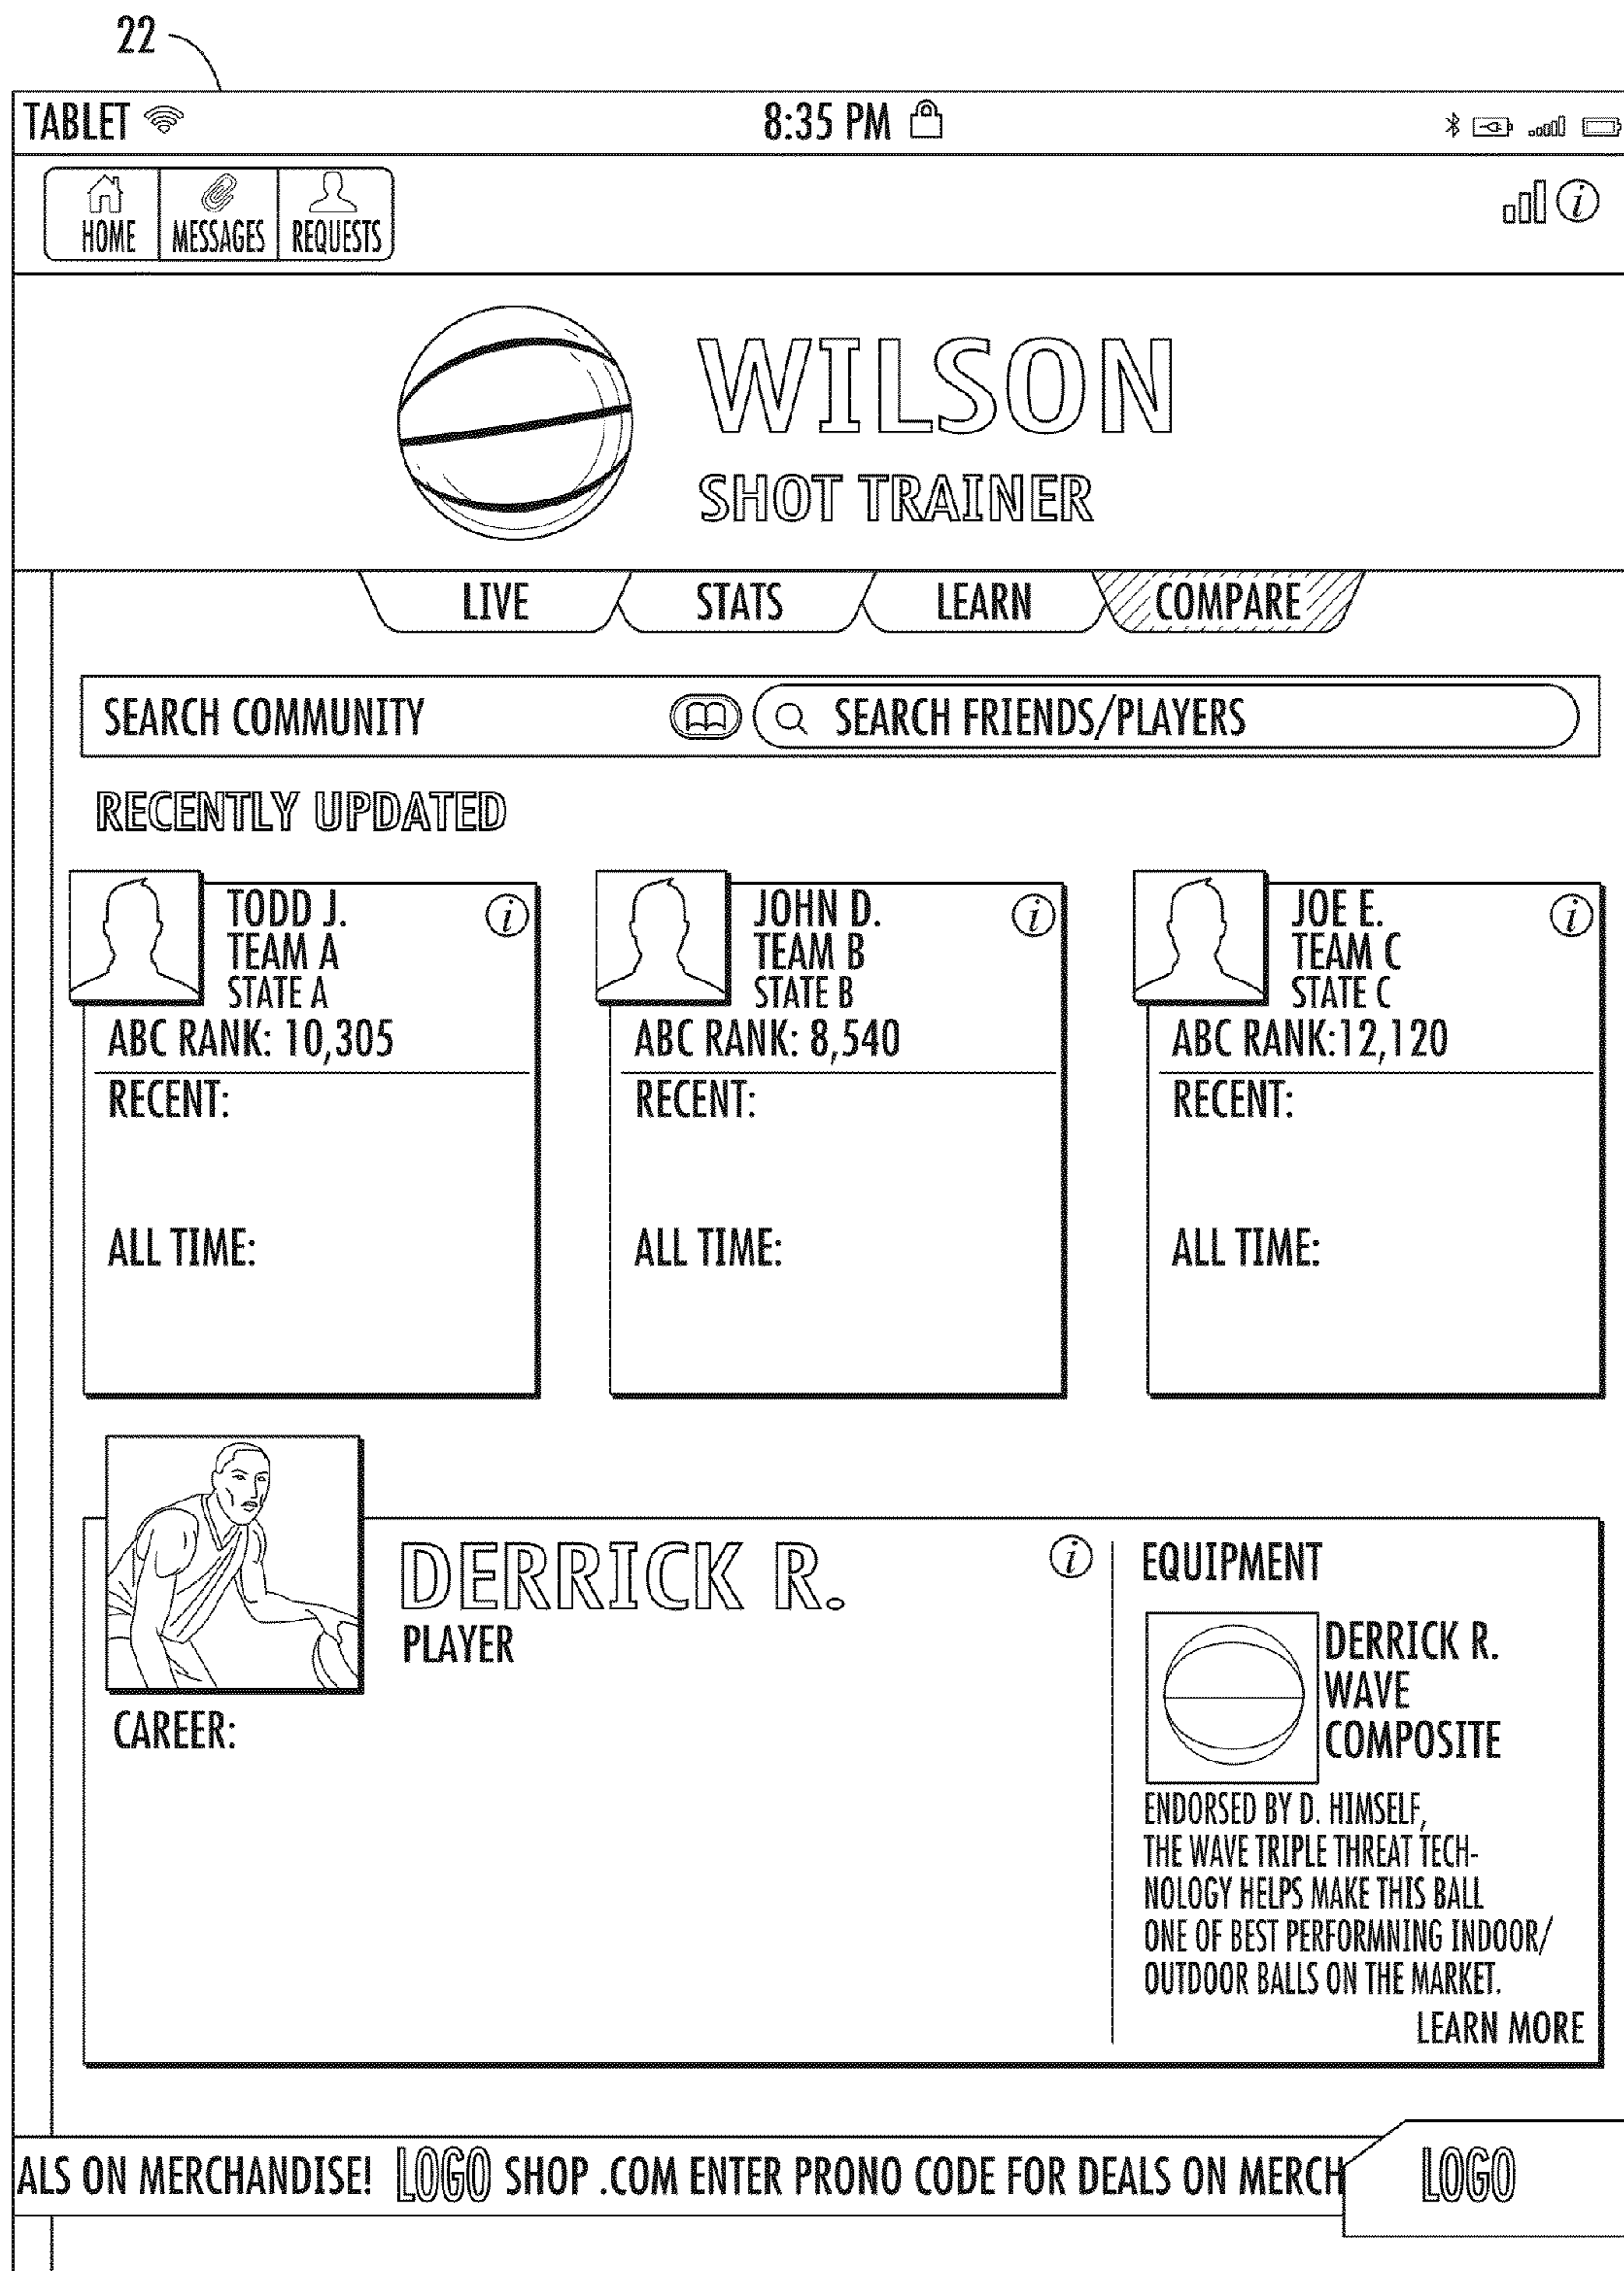 22
TABLET
8:35 PM
HOME MESSAGES REQUESTS
i
WILSON
SHOT TRAINER
LIVE STATS LEARN COMPARE
SEARCH COMMUNITY SEARCH FRIENDS/PLAYERS
RECENTLY UPDATED
TODD J. i
TEAM A
STATE A
ABC RANK: 10,305
RECENT:
ALL TIME:
JOHN D. i
TEAM B
STATE B
ABC RANK: 8,540
RECENT:
ALL TIME:
JOE E. i
TEAM C
STATE C
ABC RANK:12,120
RECENT:
ALL TIME:
DERRICK R. i
PLAYER
CAREER:
EQUIPMENT
DERRICK R.
WAVE
COMPOSITE
ENDORSED BY D. HIMSELF,
THE WAVE TRIPLE THREAT TECH-
NOLOGY HELPS MAKE THIS BALL
ONE OF BEST PERFORMNING INDOOR/
OUTDOOR BALLS ON THE MARKET.
LEARN MORE
ALS ON MERCHANDISE! LOGO SHOP .COM ENTER PRONO CODE FOR DEALS ON MERCH LOGO